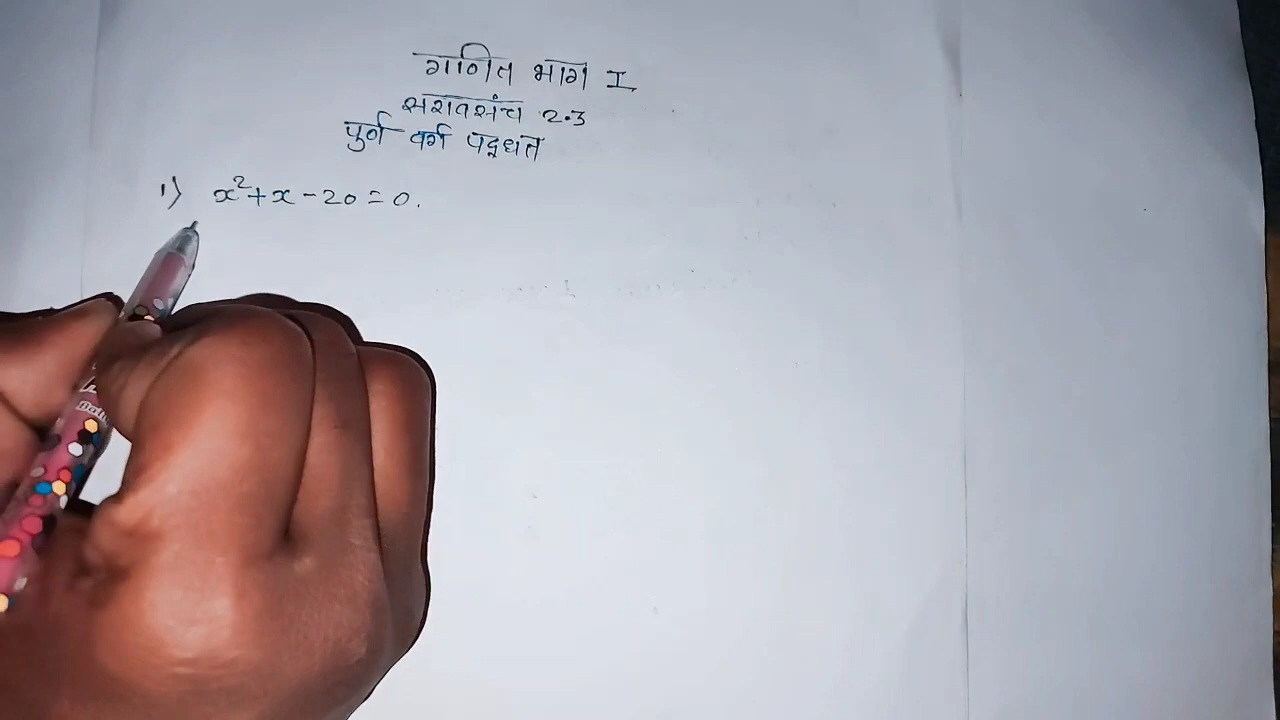 गणित भाग I
सरावसंच 2.3
पुर्ण वर्ग पद्धत
1) x²+x-20=0.